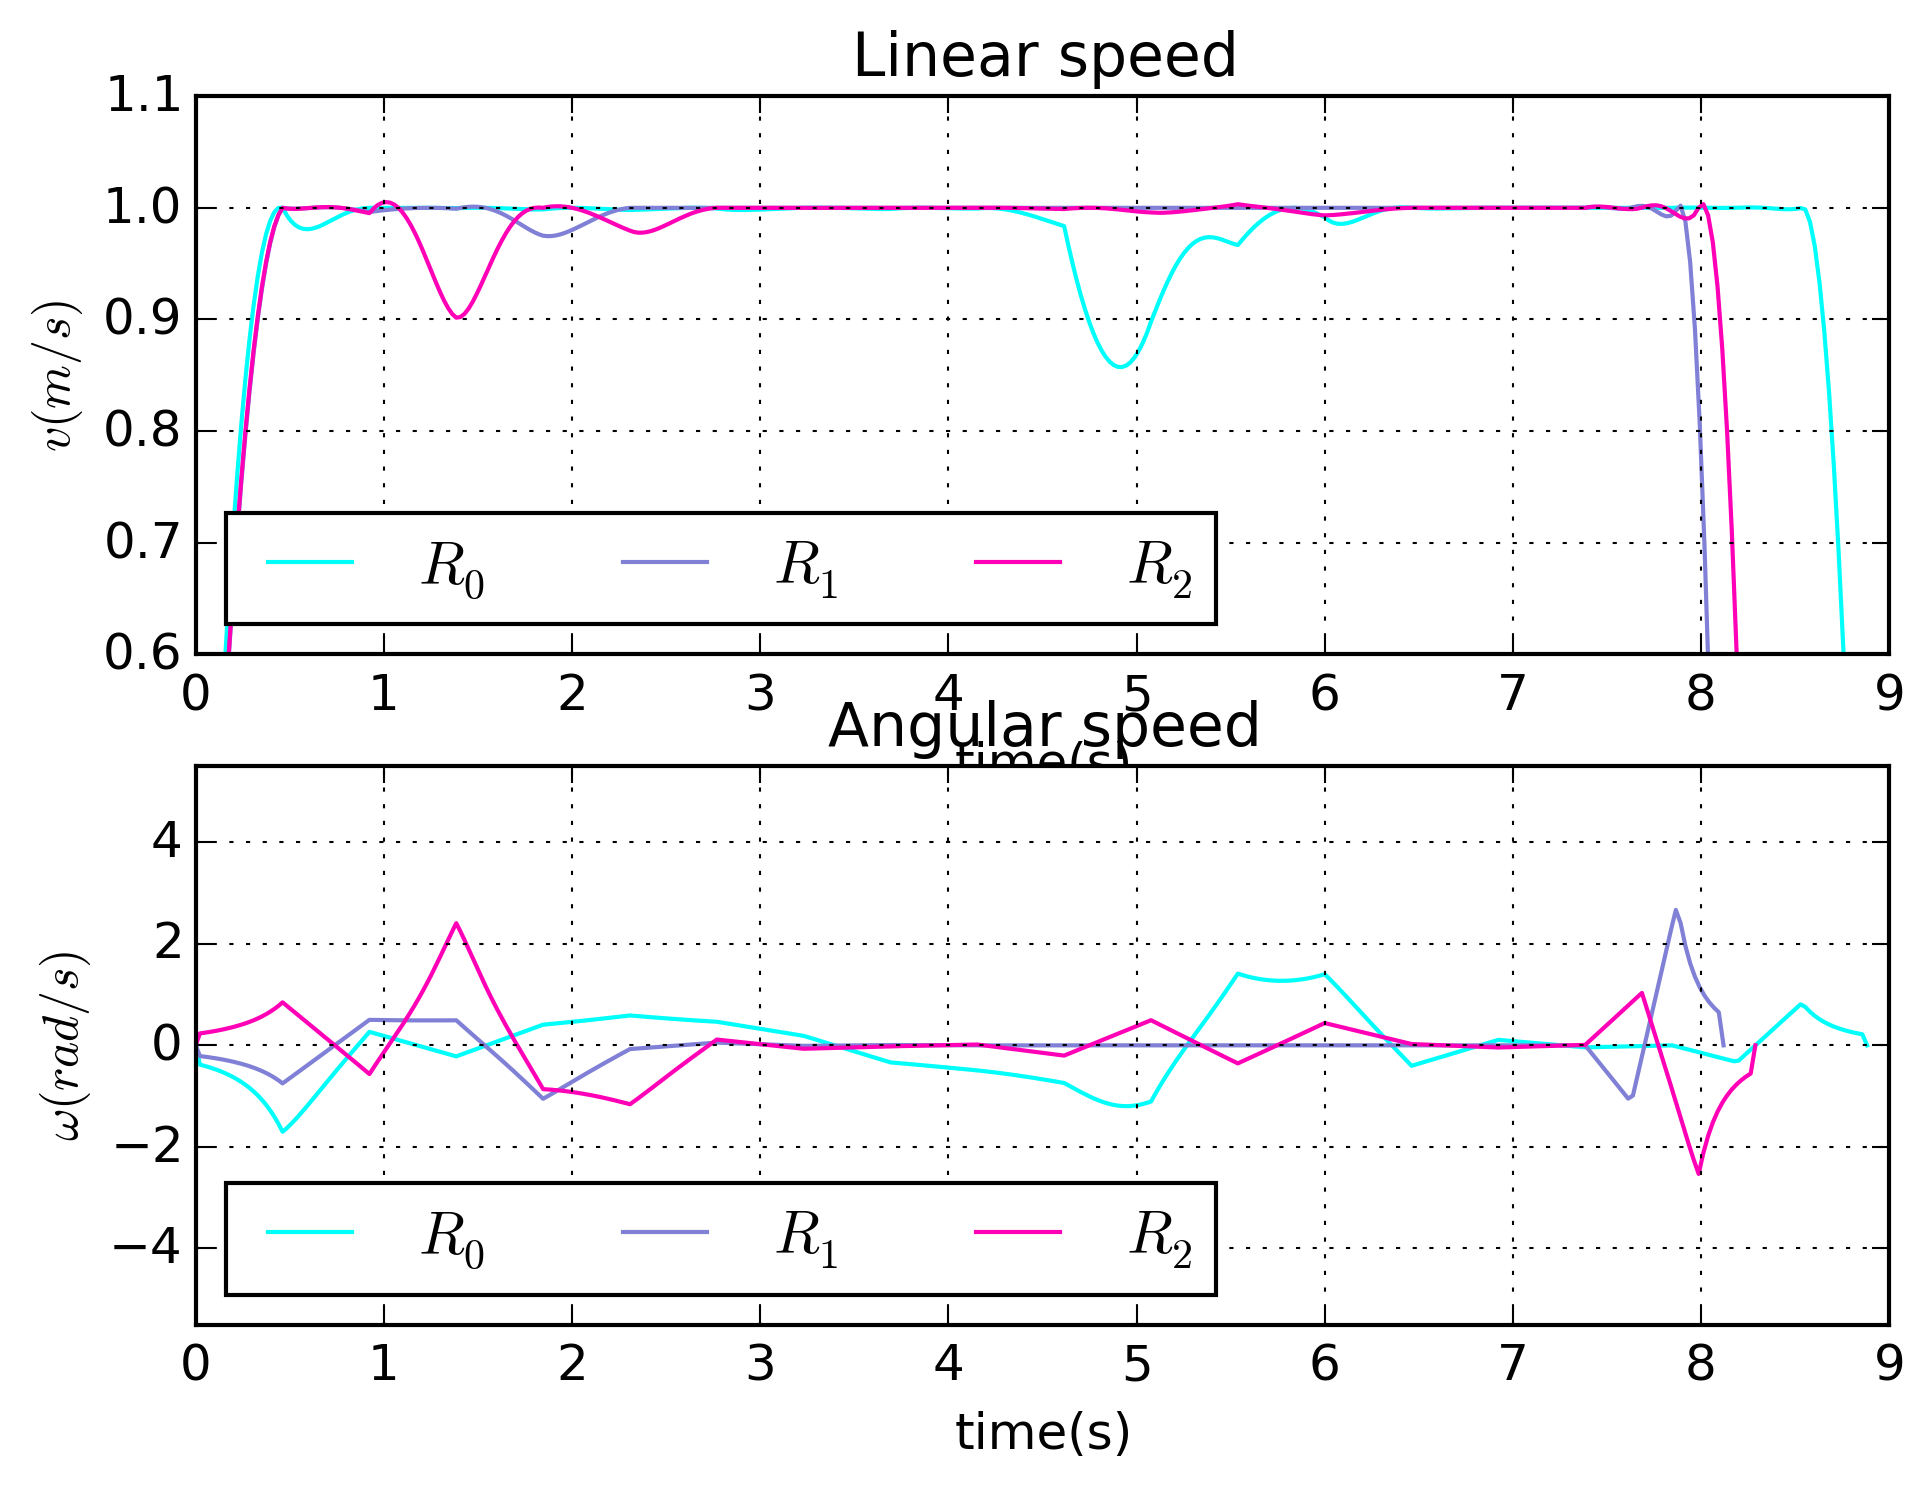 Linear speed
1.1
1.0
0.9
0.8
0.7
0.6
v(m/s)
R₀ R₁ R₂
0 1 2 3 4 5 6 7 8 9
time(s)
Angular speed
4
2
0
−2
−4
ω(rad/s)
R₀ R₁ R₂
0 1 2 3 4 5 6 7 8 9
time(s)